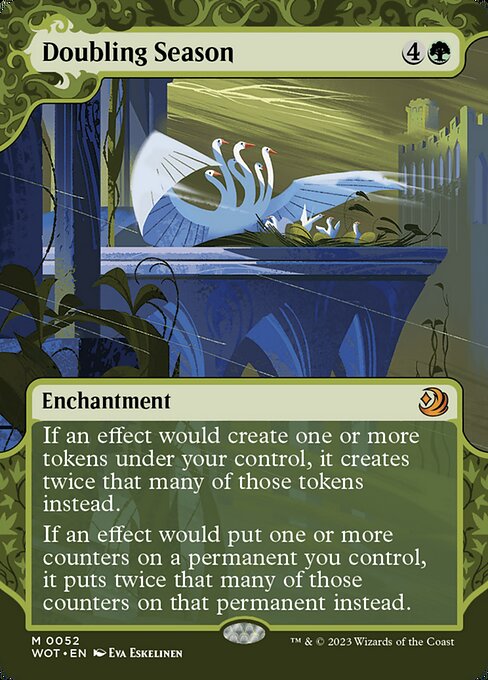 Doubling Season 4
Enchantment
If an effect would create one or more
tokens under your control, it creates
twice that many of those tokens
instead.
If an effect would put one or more
counters on a permanent you control,
it puts twice that many of those
counters on that permanent instead.
M 0052
WOT • EN Eva Eskelinen
™ & © 2023 Wizards of the Coast